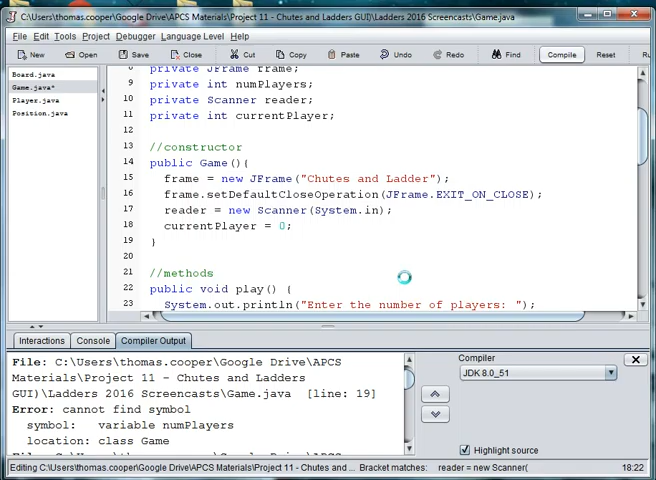 C:\Users\thomas.cooper\Google Drive\APCS Materials\Project 11 - Chutes and Ladders GUI\Ladders 2016 Screencasts\Game.java
File Edit Tools Project Debugger Language Level Help
New Open Save Close Cut Copy Paste Undo Redo Find Compile Reset Ru
Board.java
Game.java*
Player.java
Position.java
8 private JFrame frame;
9 private int numPlayers;
10 private Scanner reader;
11 private int currentPlayer;
12
13 //constructor
14 public Game(){
15 frame = new JFrame("Chutes and Ladder");
16 frame.setDefaultCloseOperation(JFrame.EXIT_ON_CLOSE);
17 reader = new Scanner(System.in);
18 currentPlayer = 0;
19 }
20
21 //methods
22 public void play() {
23 System.out.println("Enter the number of players: ");
Interactions Console Compiler Output
File: C:\Users\thomas.cooper\Google Drive\APCS
Materials\Project 11 - Chutes and Ladders
GUI)\Ladders 2016 Screencasts\Game.java [line: 19]
Error: cannot find symbol
symbol: variable numPlayers
location: class Game
Compiler
JDK 8.0_51
Highlight source
Editing C:\Users\thomas.cooper\Google Drive\APCS Materials\Project 11 - Chutes and ... Bracket matches: reader = new Scanner( 18:22